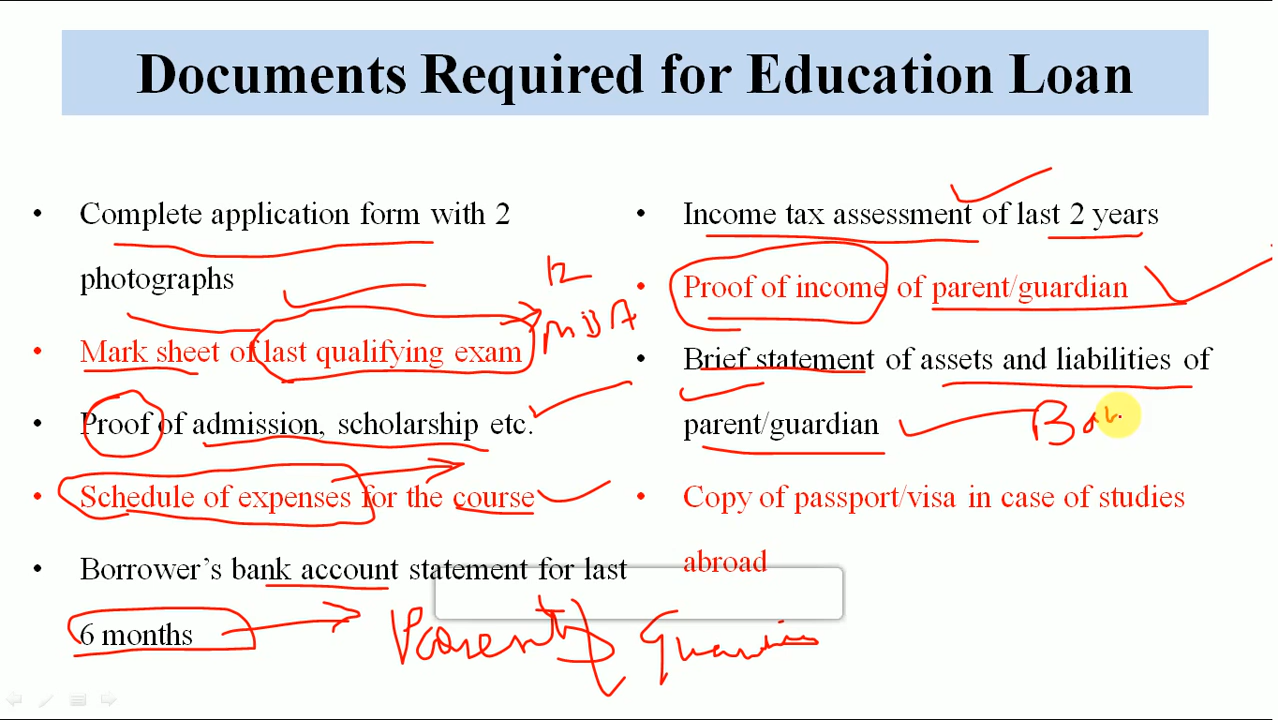 Documents Required for Education Loan
• Complete application form with 2
photographs
• Mark sheet of last qualifying exam
12
MBA
• Proof of admission, scholarship etc.
• Schedule of expenses for the course
• Borrower’s bank account statement for last
6 months
Parent
Guardian
• Income tax assessment of last 2 years
• Proof of income of parent/guardian
• Brief statement of assets and liabilities of
parent/guardian
• Copy of passport/visa in case of studies
abroad